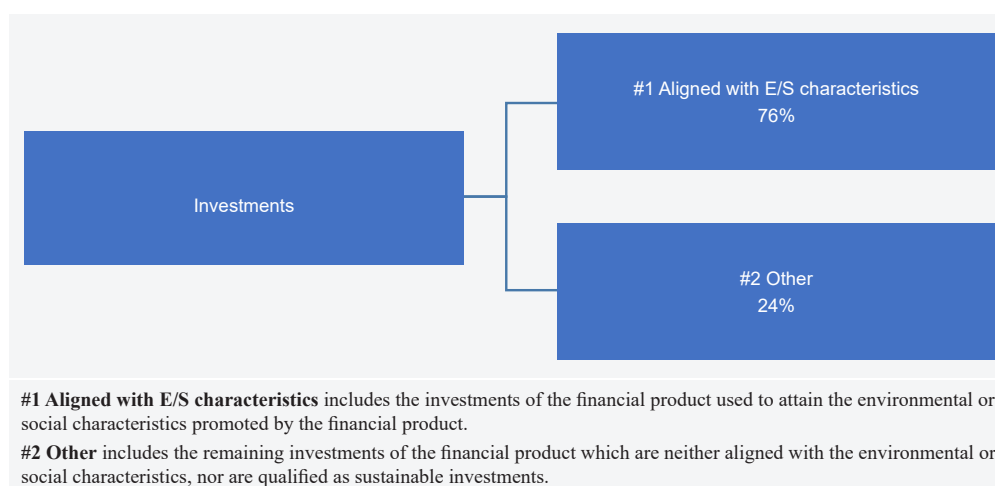 #1 Aligned with E/S characteristics
76%
Investments
#2 Other
24%
#1 Aligned with E/S characteristics includes the investments of the financial product used to attain the environmental or
social characteristics promoted by the financial product.
#2 Other includes the remaining investments of the financial product which are neither aligned with the environmental or
social characteristics, nor are qualified as sustainable investments.